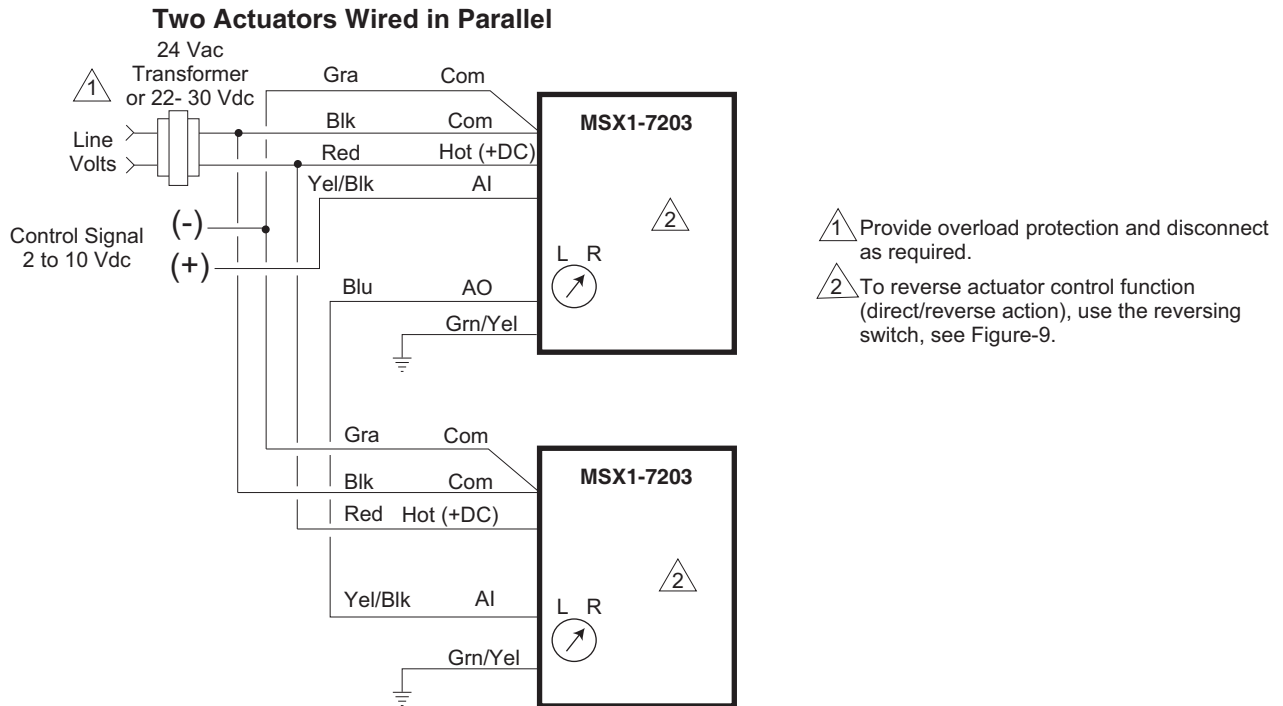 Two Actuators Wired in Parallel
24 Vac
Transformer
or 22- 30 Vdc
1
Line
Volts
Gra Com
Blk Com
Red Hot (+DC)
Yel/Blk AI
Control Signal
2 to 10 Vdc
(-)
(+)
Blu AO
Grn/Yel
MSX1-7203
2
L R
Gra Com
Blk Com
Red Hot (+DC)
Yel/Blk AI
Grn/Yel
MSX1-7203
2
L R
1 Provide overload protection and disconnect
as required.
2 To reverse actuator control function
(direct/reverse action), use the reversing
switch, see Figure-9.